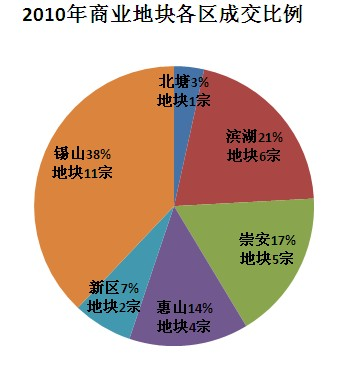 2010年商业地块各区成交比例
北塘3%
地块1宗
滨湖21%
地块6宗
崇安17%
地块5宗
惠山14%
地块4宗
新区7%
地块2宗
锡山38%
地块11宗